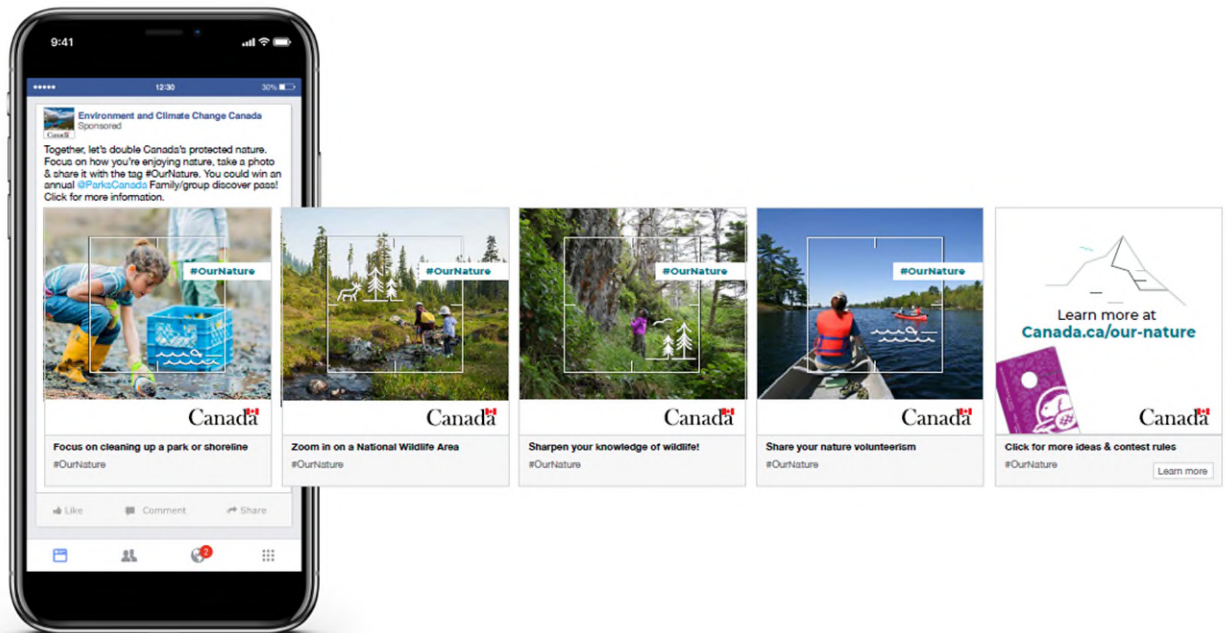 9:41
12:30
30%
Environment and Climate Change Canada
Sponsored
Canada
Together, let's double Canada's protected nature.
Focus on how you're enjoying nature, take a photo
& share it with the tag #OurNature. You could win an
annual @ParksCanada Family/group discover pass!
Click for more information.
#OurNature
Canada
Focus on cleaning up a park or shoreline
#OurNature
#OurNature
Canada
Zoom in on a National Wildlife Area
#OurNature
#OurNature
Canada
Sharpen your knowledge of wildlife!
#OurNature
#OurNature
Canada
Share your nature volunteerism
#OurNature
Learn more at
Canada.ca/our-nature
Canada
Click for more ideas & contest rules
#OurNature
Learn more
Like
Comment
Share
2